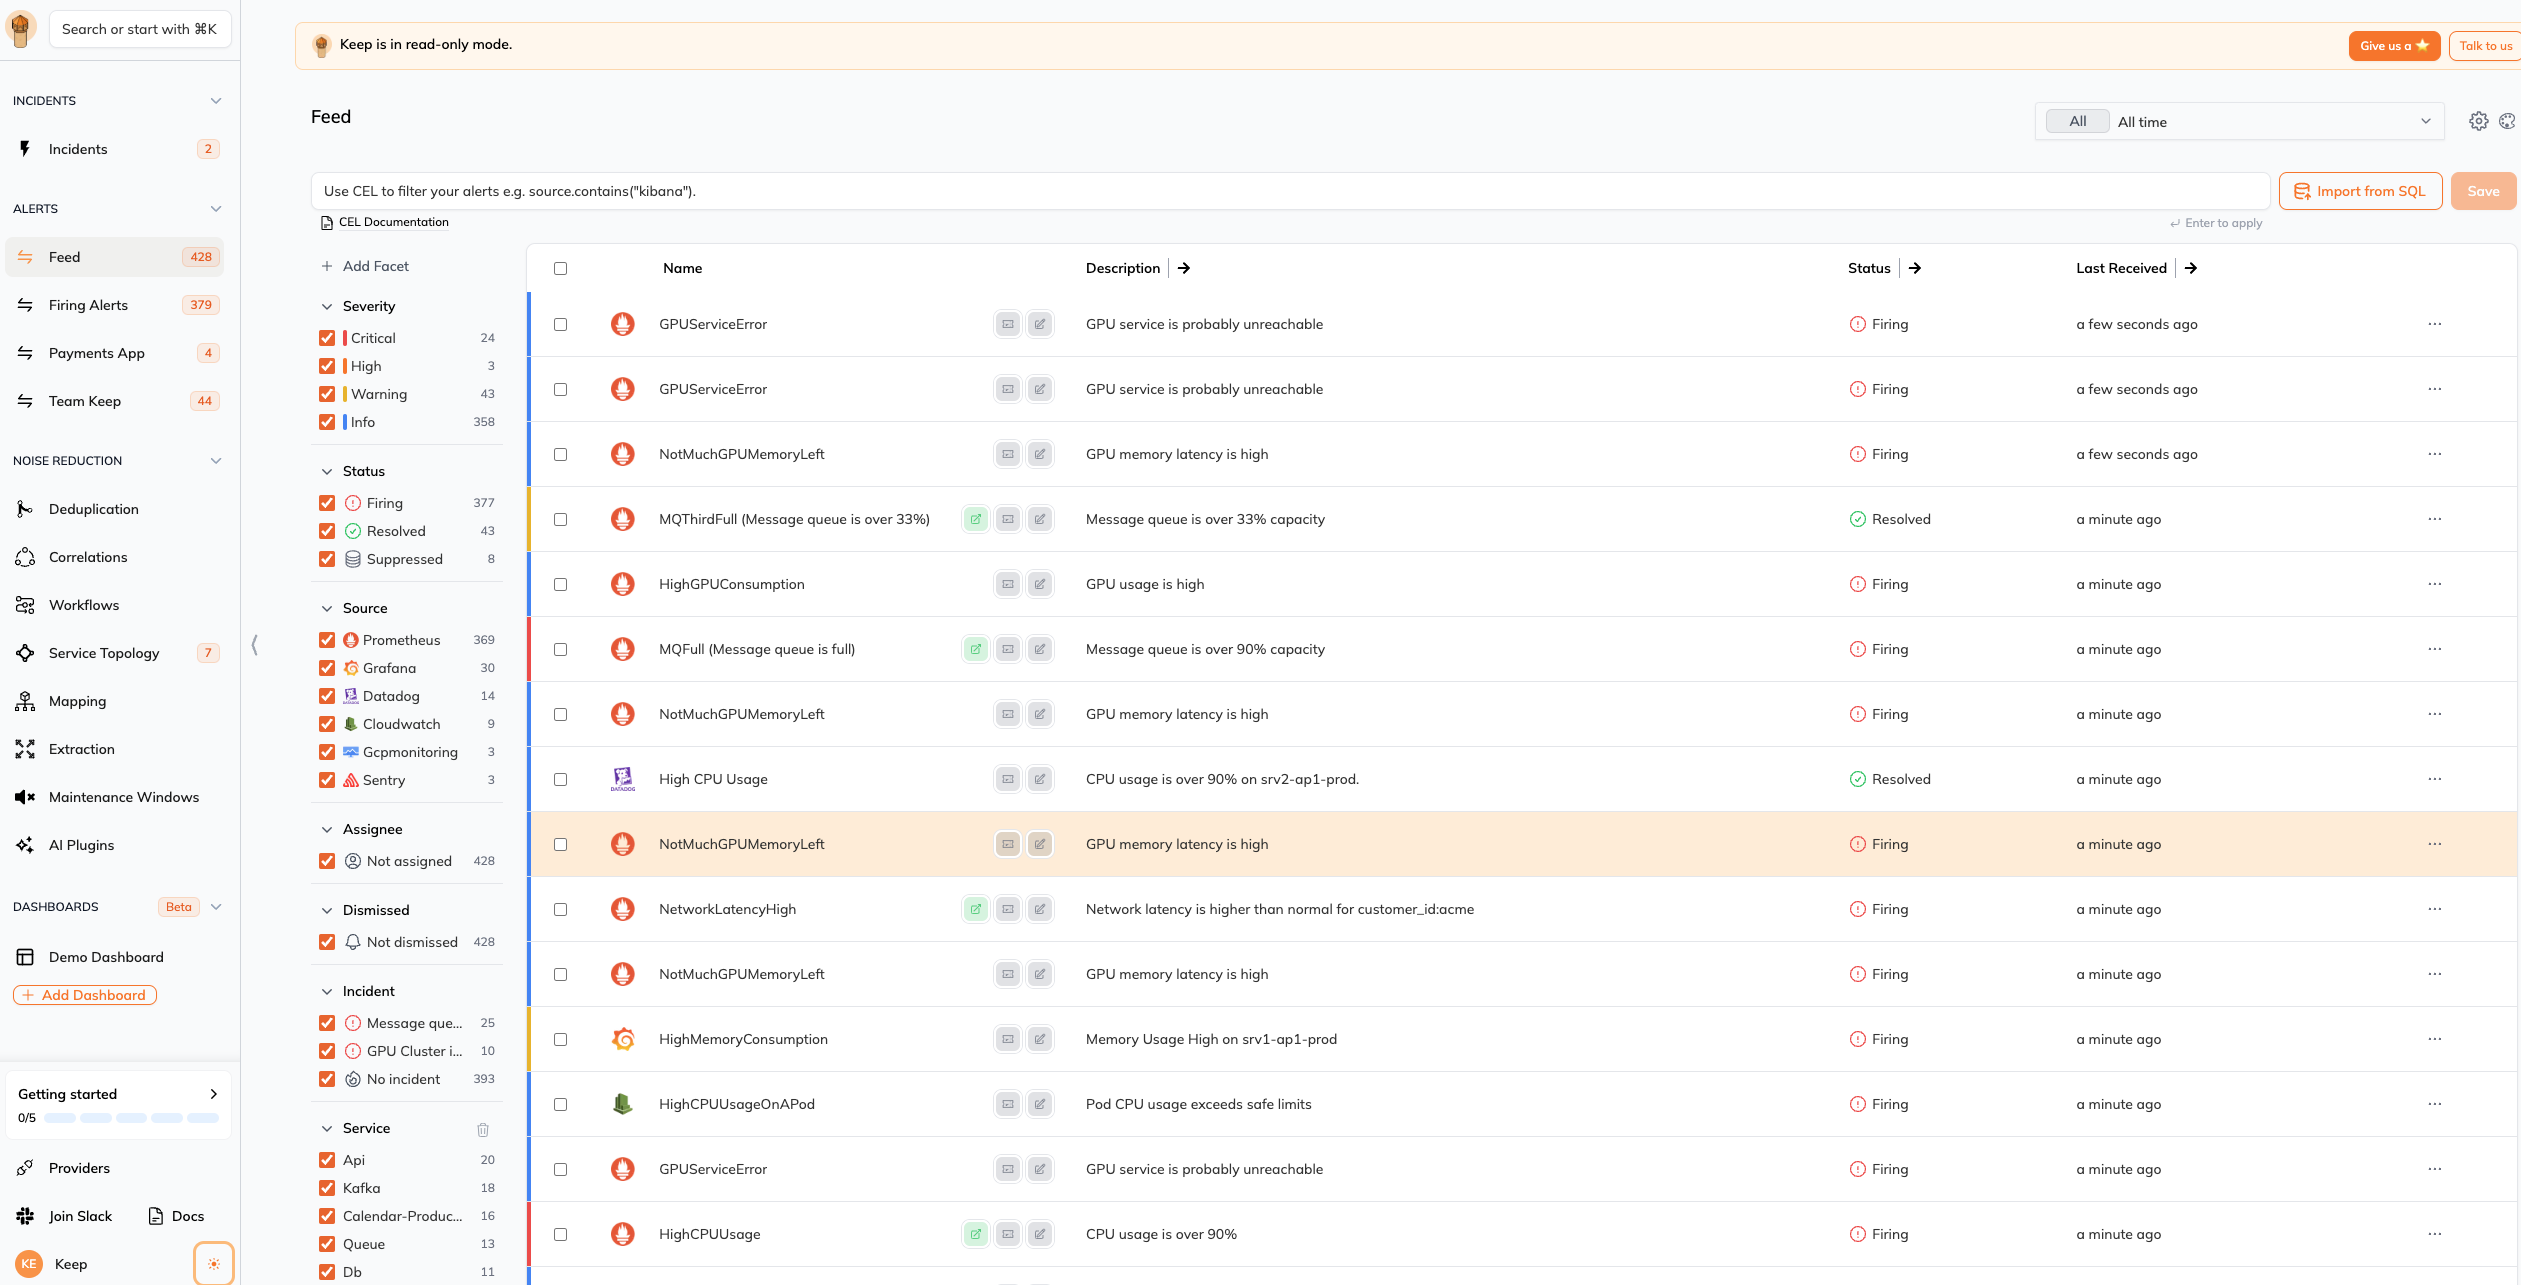 Search or start with ⌘K
INCIDENTS
Incidents 2
ALERTS
Feed 428
Firing Alerts 379
Payments App 4
Team Keep 44
NOISE REDUCTION
Deduplication
Correlations
Workflows
Service Topology 7
Mapping
Extraction
Maintenance Windows
AI Plugins
DASHBOARDS Beta
Demo Dashboard
+ Add Dashboard
Getting started
0/5
Providers
Join Slack Docs
KE Keep
Keep is in read-only mode.
Give us a ⭐ Talk to us
Feed
All All time
Use CEL to filter your alerts e.g. source.contains("kibana").
Import from SQL Save
CEL Documentation
↵ Enter to apply
+ Add Facet
Severity
Critical 24
High 3
Warning 43
Info 358
Status
Firing 377
Resolved 43
Suppressed 8
Source
Prometheus 369
Grafana 30
DATADOG Datadog 14
Cloudwatch 9
Gcpmonitoring 3
Sentry 3
Assignee
Not assigned 428
Dismissed
Not dismissed 428
Incident
Message que... 25
GPU Cluster i... 10
No incident 393
Service
Api 20
Kafka 18
Calendar-Produc... 16
Queue 13
Db 11
Name Description Status Last Received
GPUServiceError GPU service is probably unreachable Firing a few seconds ago ...
GPUServiceError GPU service is probably unreachable Firing a few seconds ago ...
NotMuchGPUMemoryLeft GPU memory latency is high Firing a few seconds ago ...
MQThirdFull (Message queue is over 33%) Message queue is over 33% capacity Resolved a minute ago ...
HighGPUConsumption GPU usage is high Firing a minute ago ...
MQFull (Message queue is full) Message queue is over 90% capacity Firing a minute ago ...
NotMuchGPUMemoryLeft GPU memory latency is high Firing a minute ago ...
DATADOG High CPU Usage CPU usage is over 90% on srv2-ap1-prod. Resolved a minute ago ...
NotMuchGPUMemoryLeft GPU memory latency is high Firing a minute ago ...
NetworkLatencyHigh Network latency is higher than normal for customer_id:acme Firing a minute ago ...
NotMuchGPUMemoryLeft GPU memory latency is high Firing a minute ago ...
HighMemoryConsumption Memory Usage High on srv1-ap1-prod Firing a minute ago ...
HighCPUUsageOnAPod Pod CPU usage exceeds safe limits Firing a minute ago ...
GPUServiceError GPU service is probably unreachable Firing a minute ago ...
HighCPUUsage CPU usage is over 90% Firing a minute ago ...